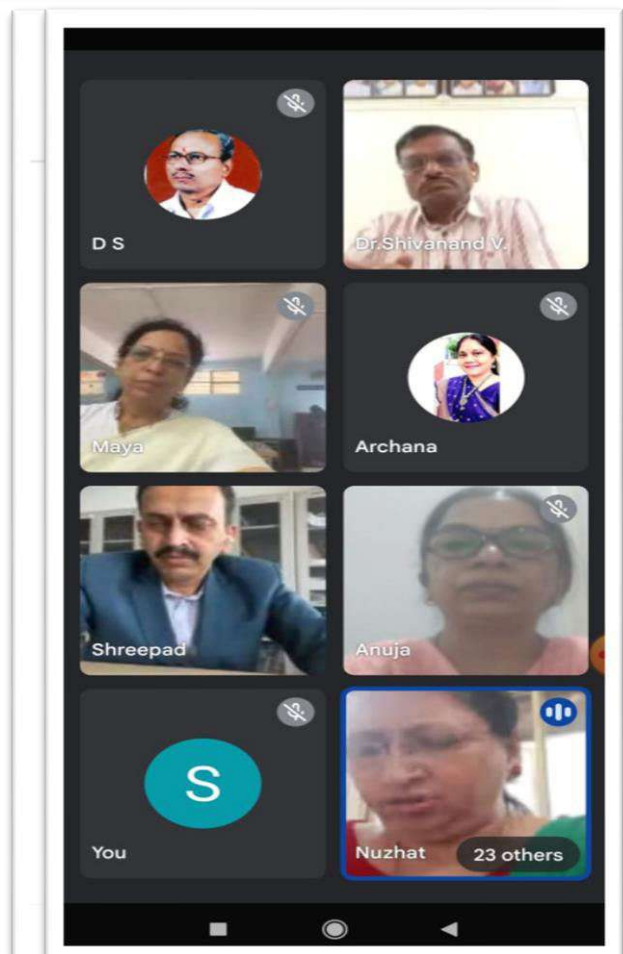 D S
Dr.Shivanand V.
Maya
Archana
Shreepad
Anuja
S
You
Nuzhat
23 others